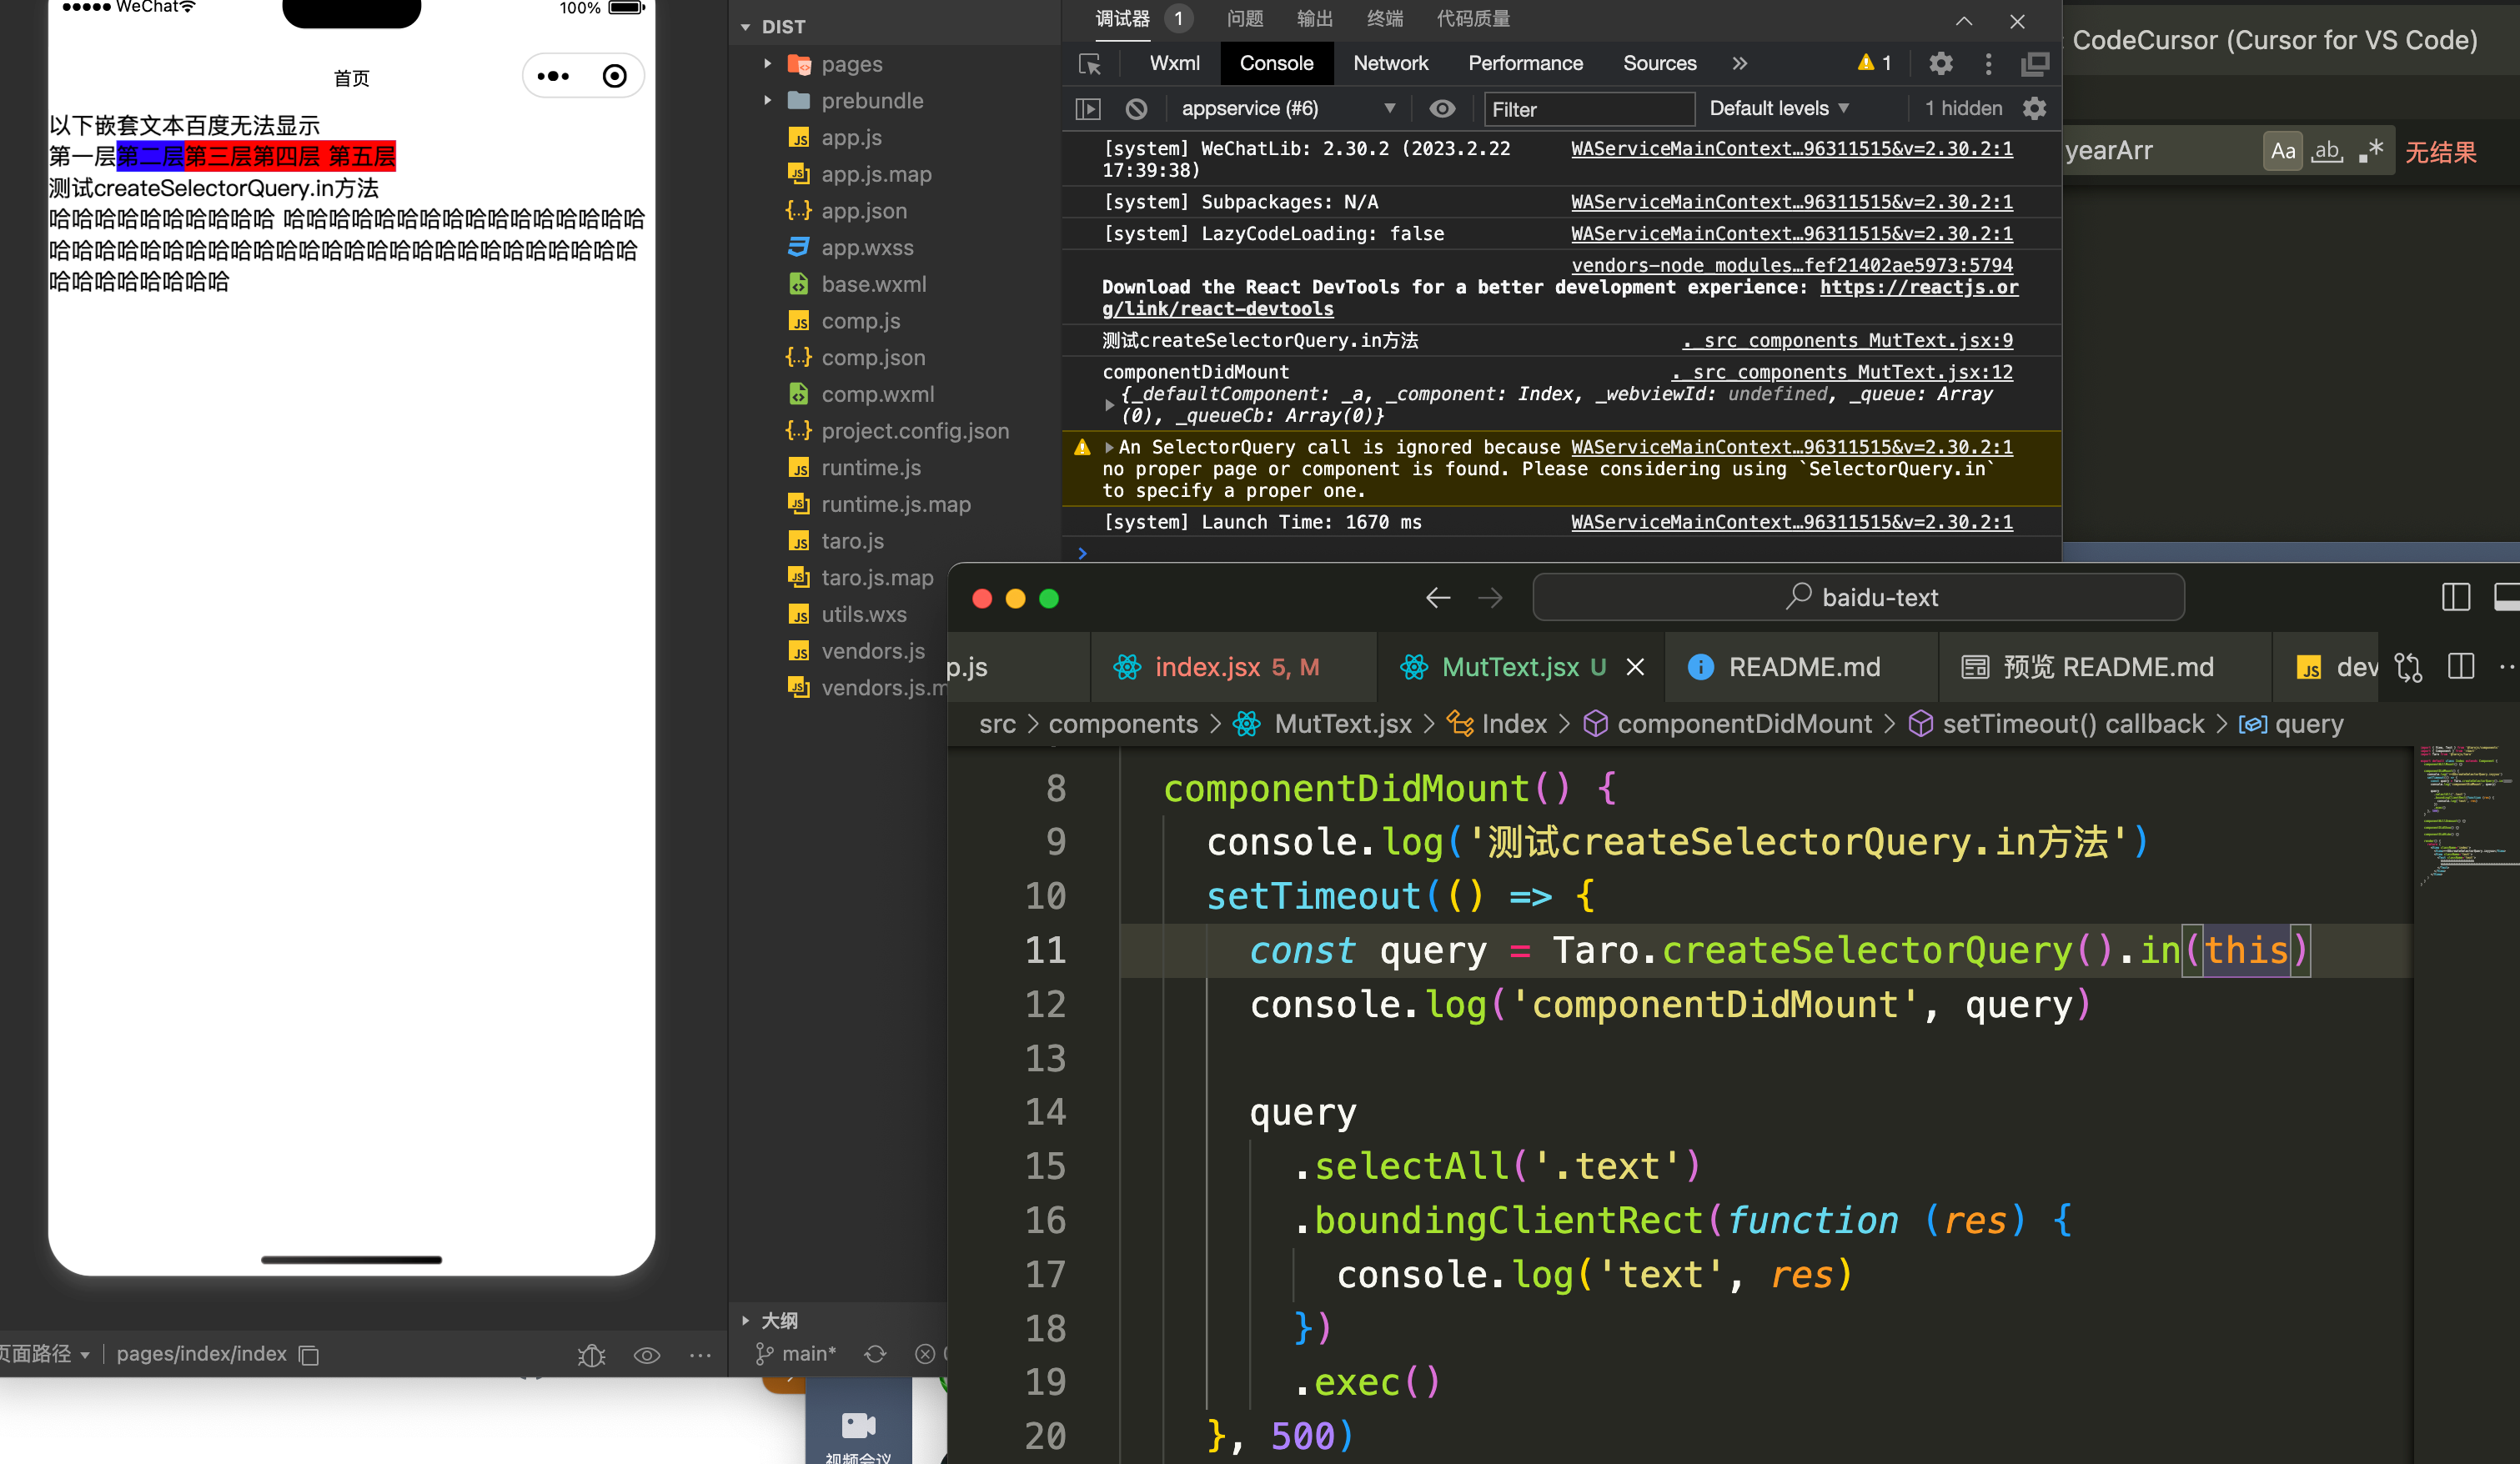 WeChat
100%
首页
以下嵌套文本百度无法显示
第一层第二层第三层第四层 第五层
测试createSelectorQuery.in方法
哈哈哈哈哈哈哈哈哈哈 哈哈哈哈哈哈哈哈哈哈哈哈哈哈哈哈
哈哈哈哈哈哈哈哈哈哈哈哈哈哈哈哈哈哈哈哈哈哈哈哈哈哈
哈哈哈哈哈哈哈哈
页面路径
pages/index/index
DIST
pages
prebundle
app.js
app.js.map
app.json
app.wxss
base.wxml
comp.js
comp.json
comp.wxml
project.config.json
runtime.js
runtime.js.map
taro.js
taro.js.map
utils.wxs
vendors.js
vendors.js.m
大纲
main*
调试器 1 问题 输出 终端 代码质量
Wxml Console Network Performance Sources 1
appservice (#6) Filter Default levels 1 hidden
[system] WeChatLib: 2.30.2 (2023.2.22 WAServiceMainContext…96311515&v=2.30.2:1
17:39:38)
[system] Subpackages: N/A WAServiceMainContext…96311515&v=2.30.2:1
[system] LazyCodeLoading: false WAServiceMainContext…96311515&v=2.30.2:1
vendors-node_modules…fef21402ae5973:5794
Download the React DevTools for a better development experience: https://reactjs.or
g/link/react-devtools
测试createSelectorQuery.in方法 ._src_components_MutText.jsx:9
componentDidMount ._src_components_MutText.jsx:12
{_defaultComponent: _a, _component: Index, _webviewId: undefined, _queue: Array
(0), _queueCb: Array(0)}
An SelectorQuery call is ignored because WAServiceMainContext…96311515&v=2.30.2:1
no proper page or component is found. Please considering using `SelectorQuery.in`
to specify a proper one.
[system] Launch Time: 1670 ms WAServiceMainContext…96311515&v=2.30.2:1
CodeCursor (Cursor for VS Code)
yearArr Aa ab 无结果
baidu-text
p.js index.jsx 5, M MutText.jsx U README.md 预览 README.md JS dev
src > components > MutText.jsx > Index > componentDidMount > setTimeout() callback > query
8 componentDidMount() {
9 console.log('测试createSelectorQuery.in方法')
10 setTimeout(() => {
11 const query = Taro.createSelectorQuery().in(this)
12 console.log('componentDidMount', query)
13
14 query
15 .selectAll('.text')
16 .boundingClientRect(function (res) {
17 console.log('text', res)
18 })
19 .exec()
20 }, 500)
视频会议